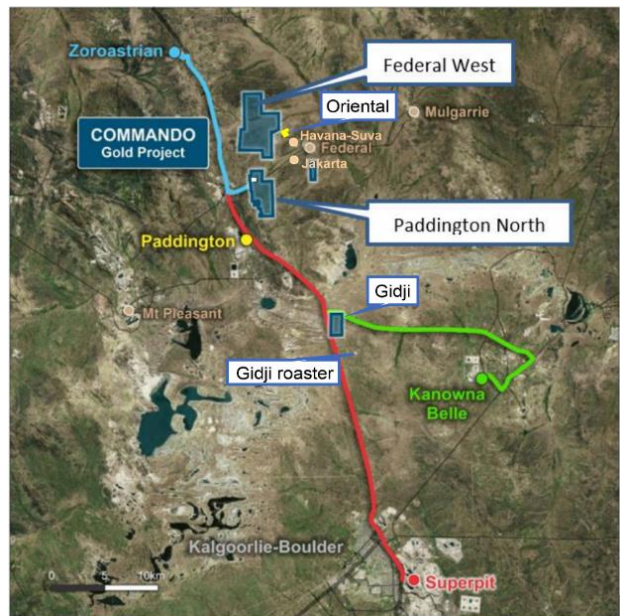 Zoroastrian
Federal West
Oriental
Mulgarrie
COMMANDO
Gold Project
Havana-Suva
Federal
Jakarta
Paddington North
Paddington
Gidji
Mt Pleasant
Gidji roaster
Kanowna
Belle
Kalgoorlie-Boulder
0 5 10km
Superpit